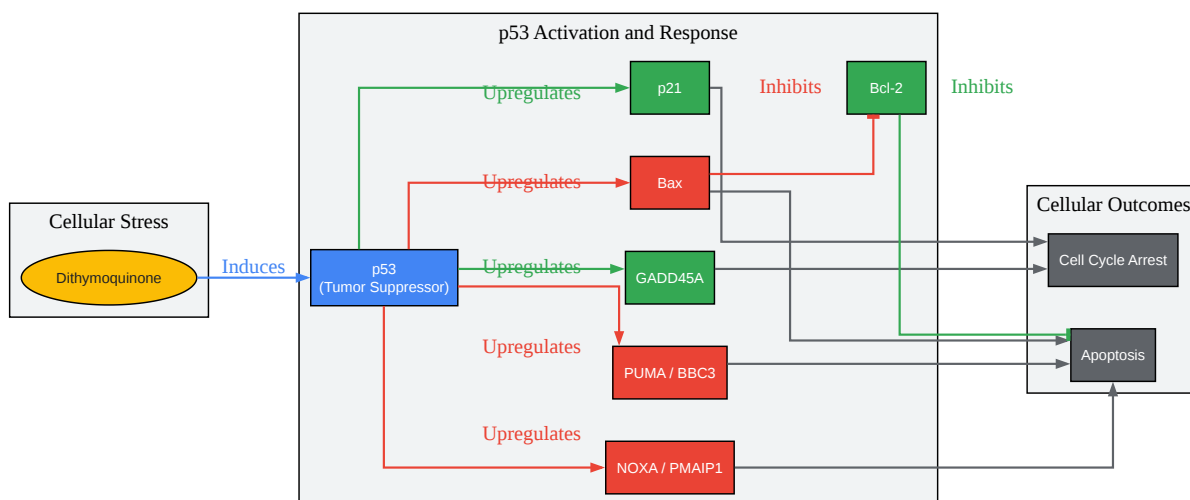 p53 Activation and Response
Upregulates
p21
Inhibits
Bcl-2
Inhibits
Upregulates
Bax
Cellular Stress
Dithymoquinone
Induces
p53
(Tumor Suppressor)
Upregulates
GADD45A
Upregulates
PUMA / BBC3
Upregulates
NOXA / PMAIP1
Cellular Outcomes
Cell Cycle Arrest
Apoptosis